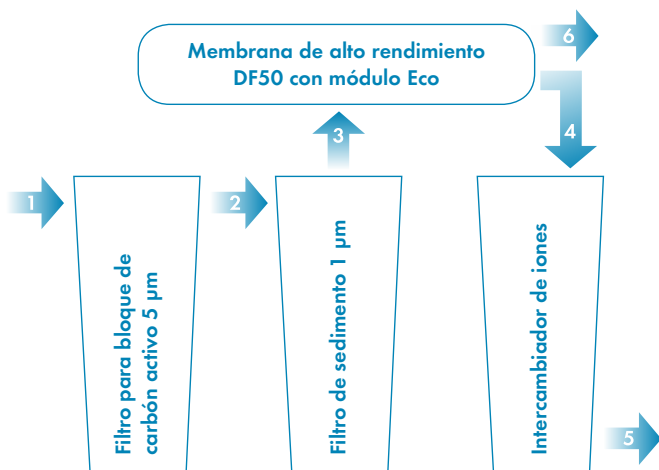 Membrana de alto rendimiento
DF50 con módulo Eco
6
3
4
1
2
Filtro para bloque de
carbón activo 5 µm
Filtro de sedimento 1 µm
Intercambiador de iones
5